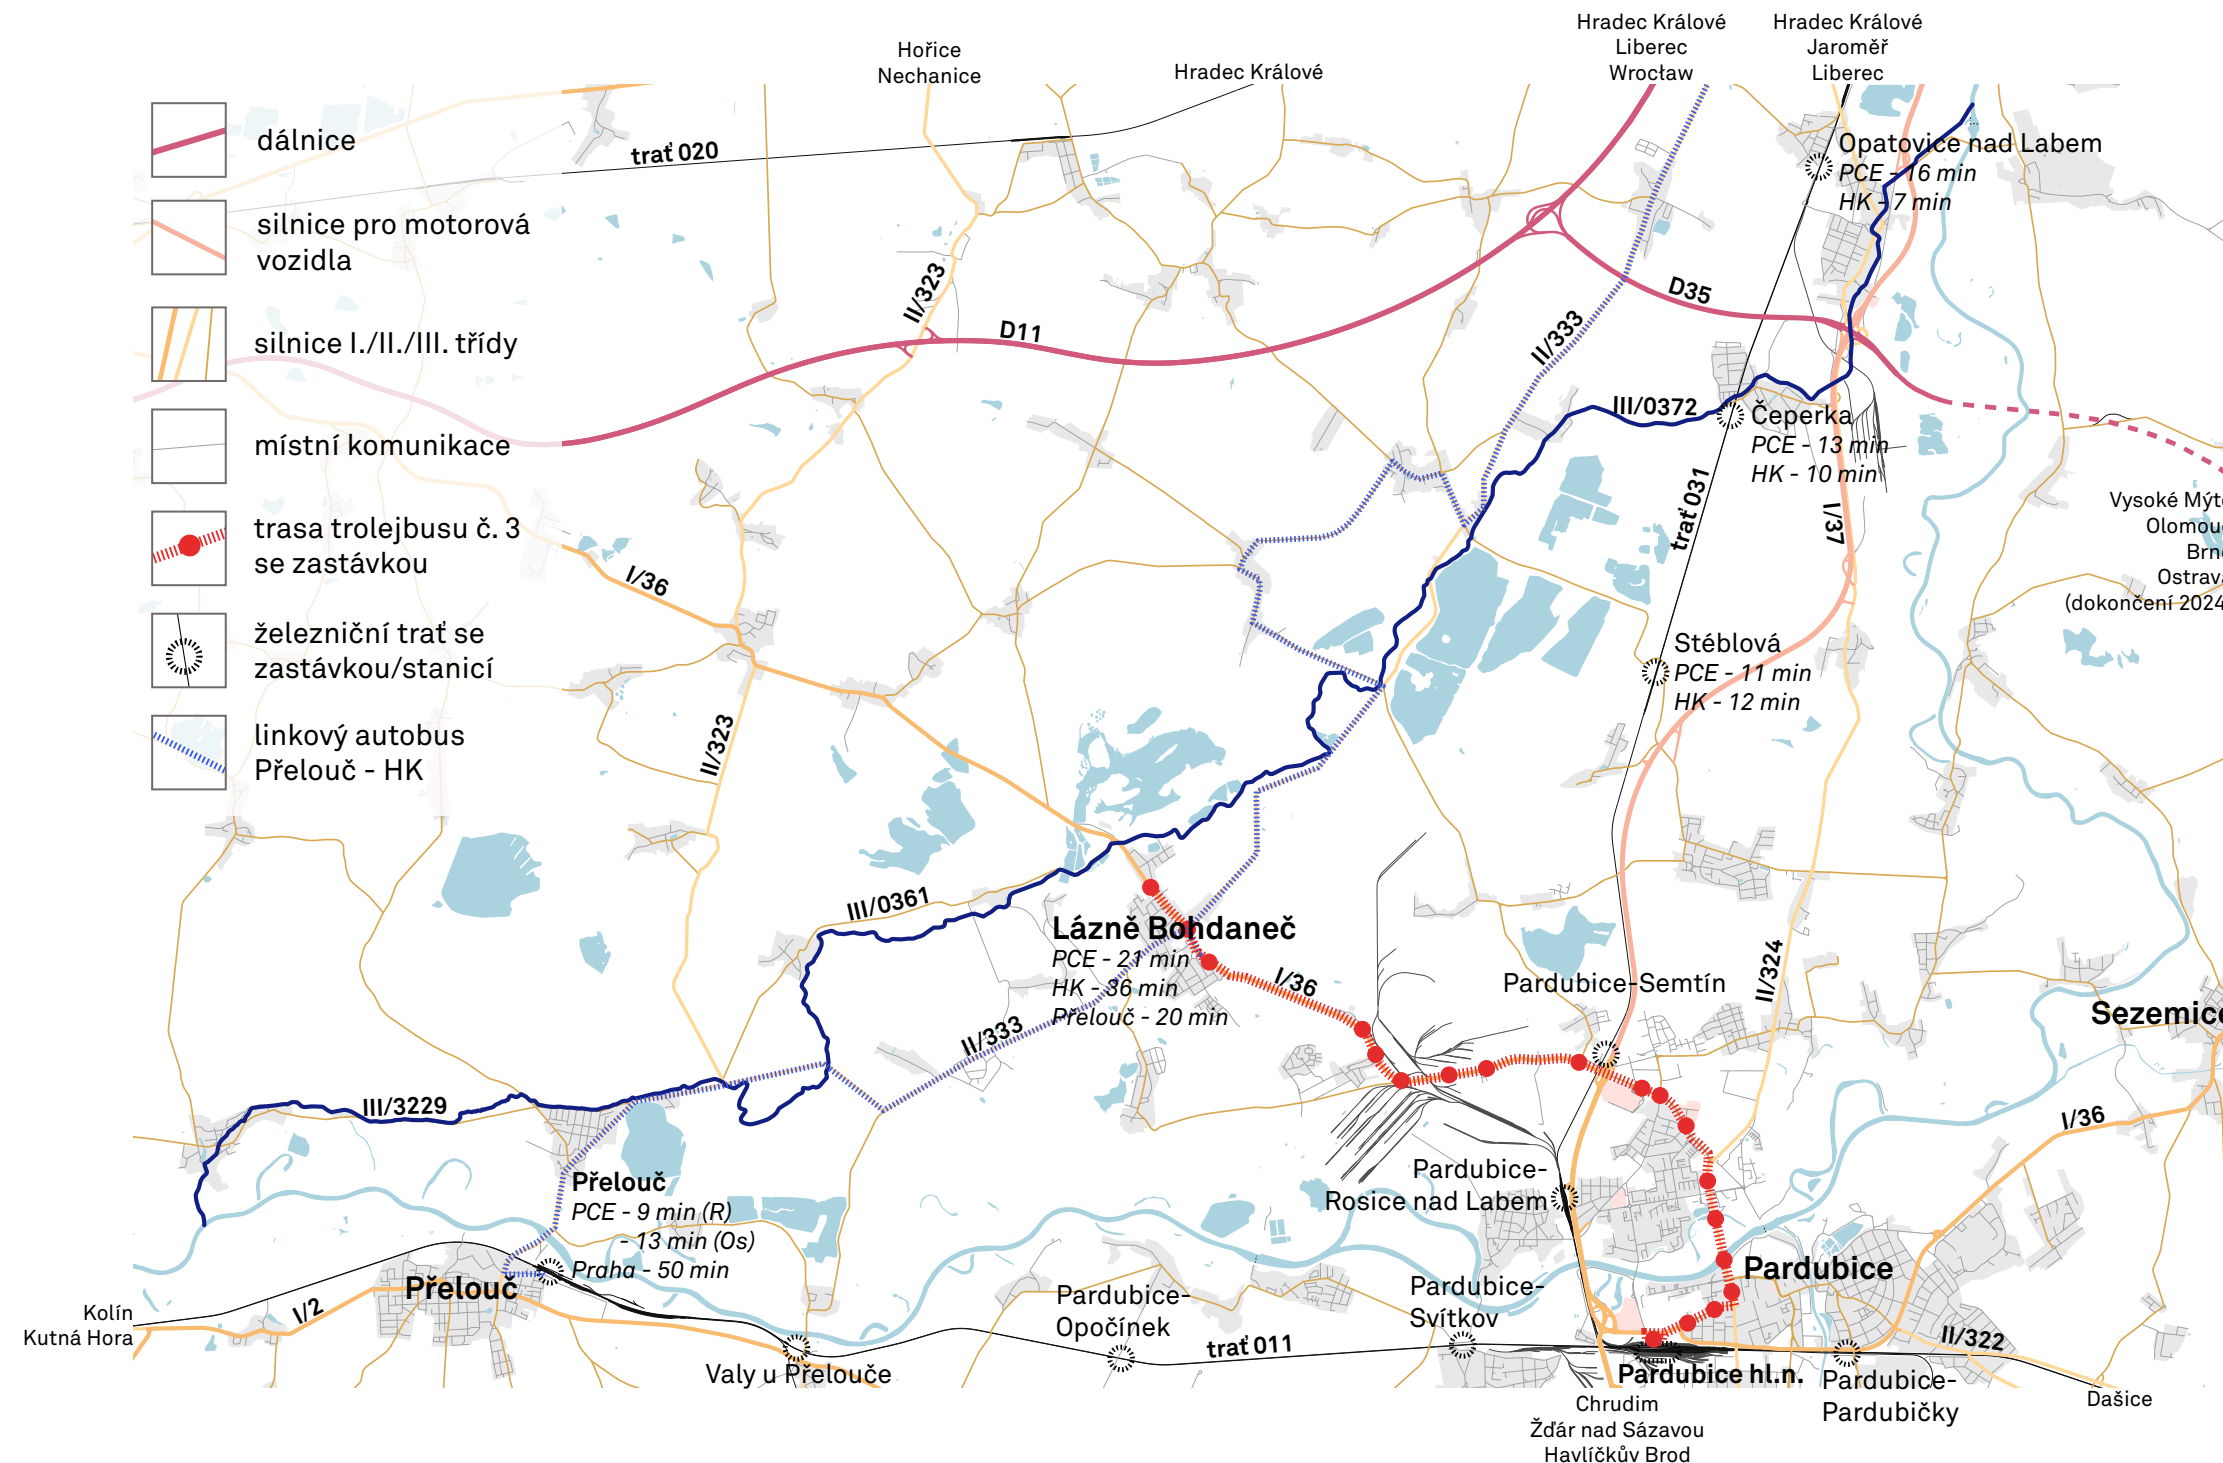 Hořice
Nechanice
Hradec Králové
Hradec Králové
Liberec
Wrocław
Hradec Králové
Jaroměř
Liberec
dálnice
silnice pro motorová
vozidla
silnice I./II./III. třídy
místní komunikace
trasa trolejbusu č. 3
se zastávkou
železniční trať se
zastávkou/stanicí
linkový autobus
Přelouč - HK
trať 020
II/323
D11
D35
II/333
Opatovice nad Labem
PCE - 16 min
HK - 7 min
III/0372
Čeperka
PCE - 13 min
HK - 10 min
trať 031
I/37
Vysoké Mýto
Olomouc
Brno
Ostrava
(dokončení 2024
I/36
Stéblová
PCE - 11 min
HK - 12 min
II/323
III/0361
Lázně Bohdaneč
PCE - 21 min
HK - 36 min
Přelouč - 20 min
I/36
II/333
Pardubice-Semtín
II/324
Sezemice
III/3229
I/36
Přelouč
PCE - 9 min (R)
- 13 min (Os)
Praha - 50 min
Pardubice-
Rosice nad Labem
Přelouč
Pardubice
Kolín
Kutná Hora
I/2
Pardubice-
Opočínek
Pardubice-
Svítkov
trať 011
II/322
Valy u Přelouče
Pardubice hl.n.
Pardubice-
Pardubičky
Chrudim
Žďár nad Sázavou
Havlíčkův Brod
Dašice